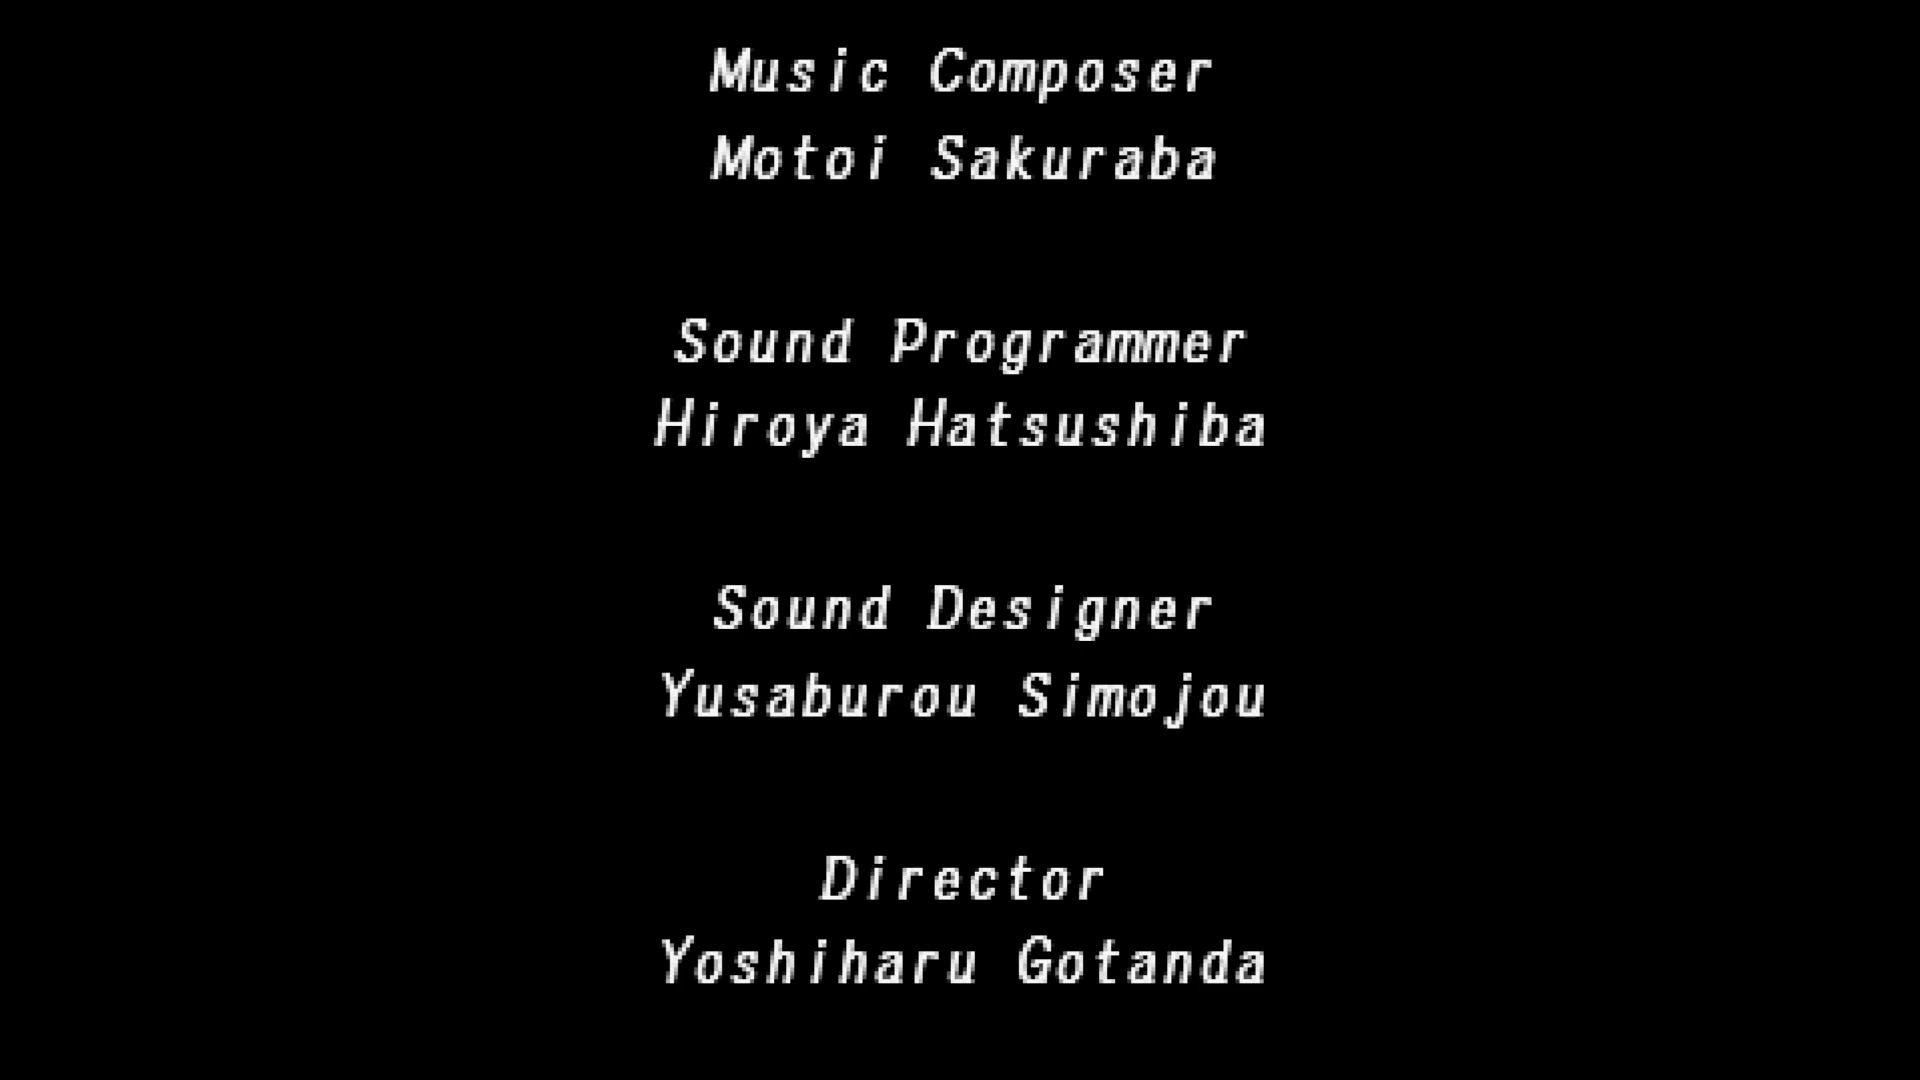 Music Composer
Motoi Sakuraba
Sound Programmer
Hiroya Hatsushiba
Sound Designer
Yusaburou Simojou
Director
Yoshiharu Gotanda